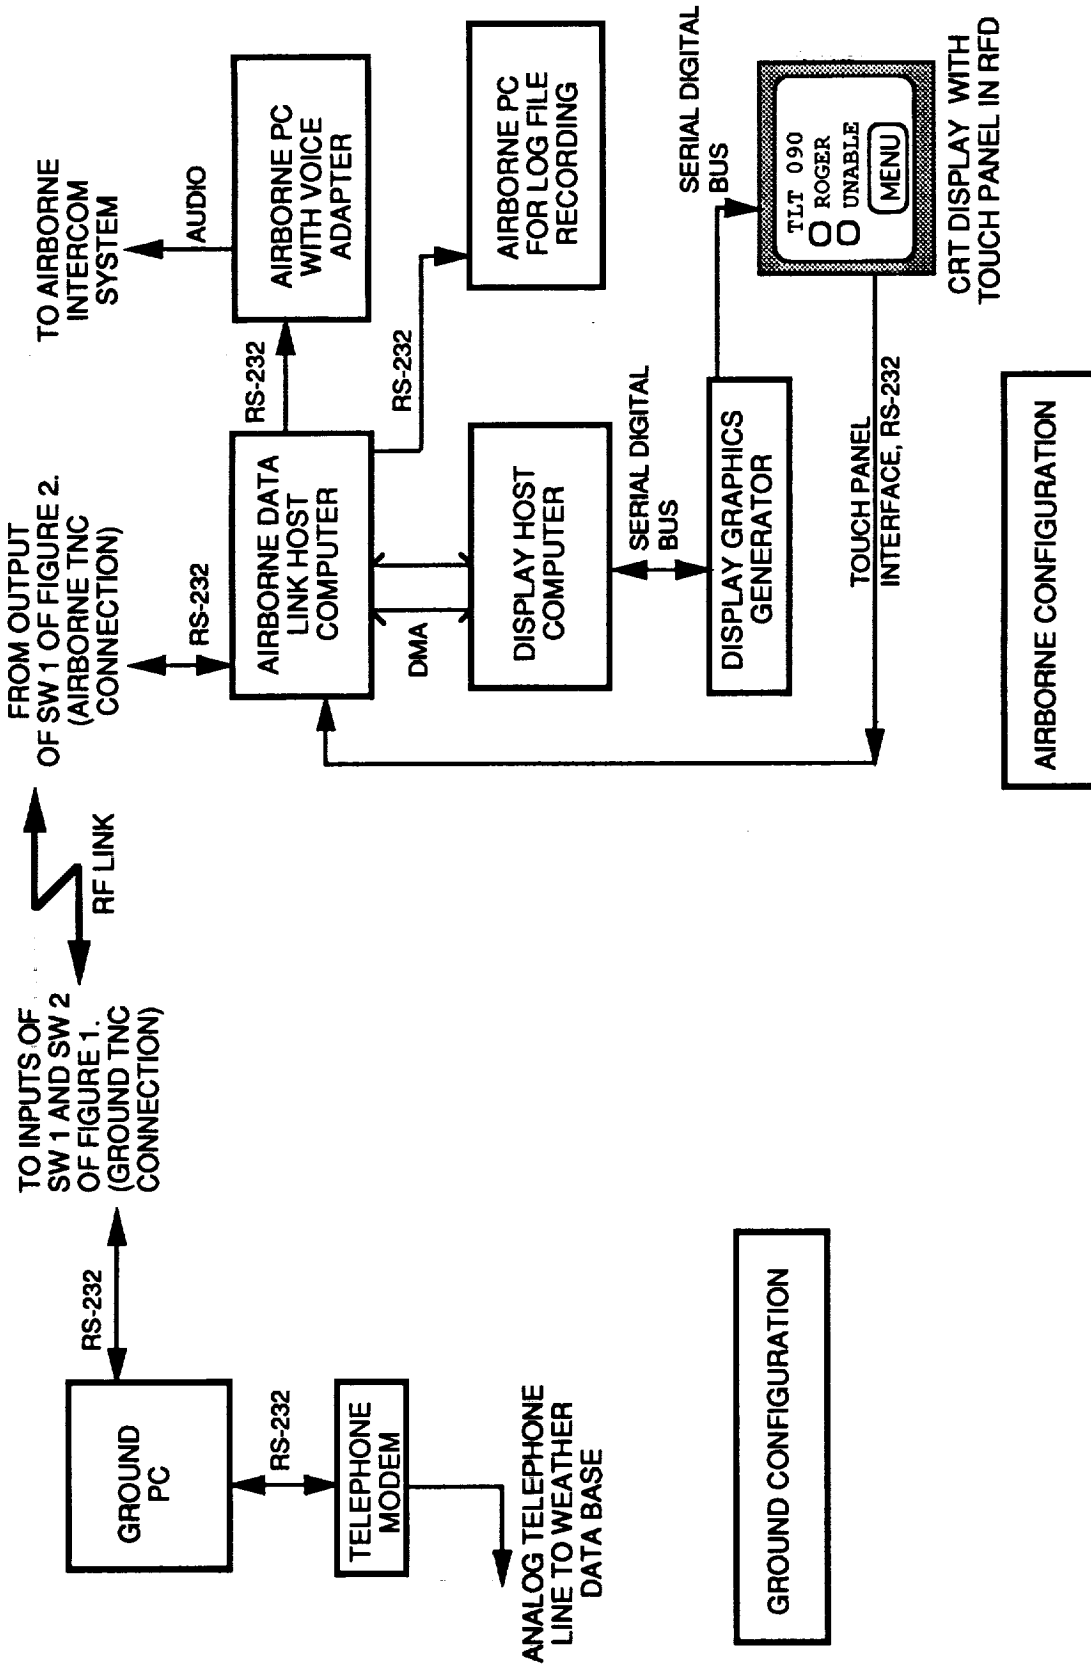 GROUND
PC
RS-232
RS-232
TELEPHONE
MODEM
ANALOG TELEPHONE
LINE TO WEATHER
DATA BASE
GROUND CONFIGURATION
TO INPUTS OF
SW 1 AND SW 2
OF FIGURE 1.
(GROUND TNC
CONNECTION)
RF LINK
FROM OUTPUT
OF SW 1 OF FIGURE 2.
(AIRBORNE TNC
CONNECTION)
RS-232
AIRBORNE DATA
LINK HOST
COMPUTER
RS-232
TO AIRBORNE
INTERCOM
SYSTEM
AUDIO
AIRBORNE PC
WITH VOICE
ADAPTER
RS-232
AIRBORNE PC
FOR LOG FILE
RECORDING
DMA
DISPLAY HOST
COMPUTER
SERIAL DIGITAL
BUS
DISPLAY GRAPHICS
GENERATOR
SERIAL DIGITAL
BUS
TLT 090
ROGER
UNABLE
MENU
TOUCH PANEL
INTERFACE, RS-232
CRT DISPLAY WITH
TOUCH PANEL IN RFD
AIRBORNE CONFIGURATION